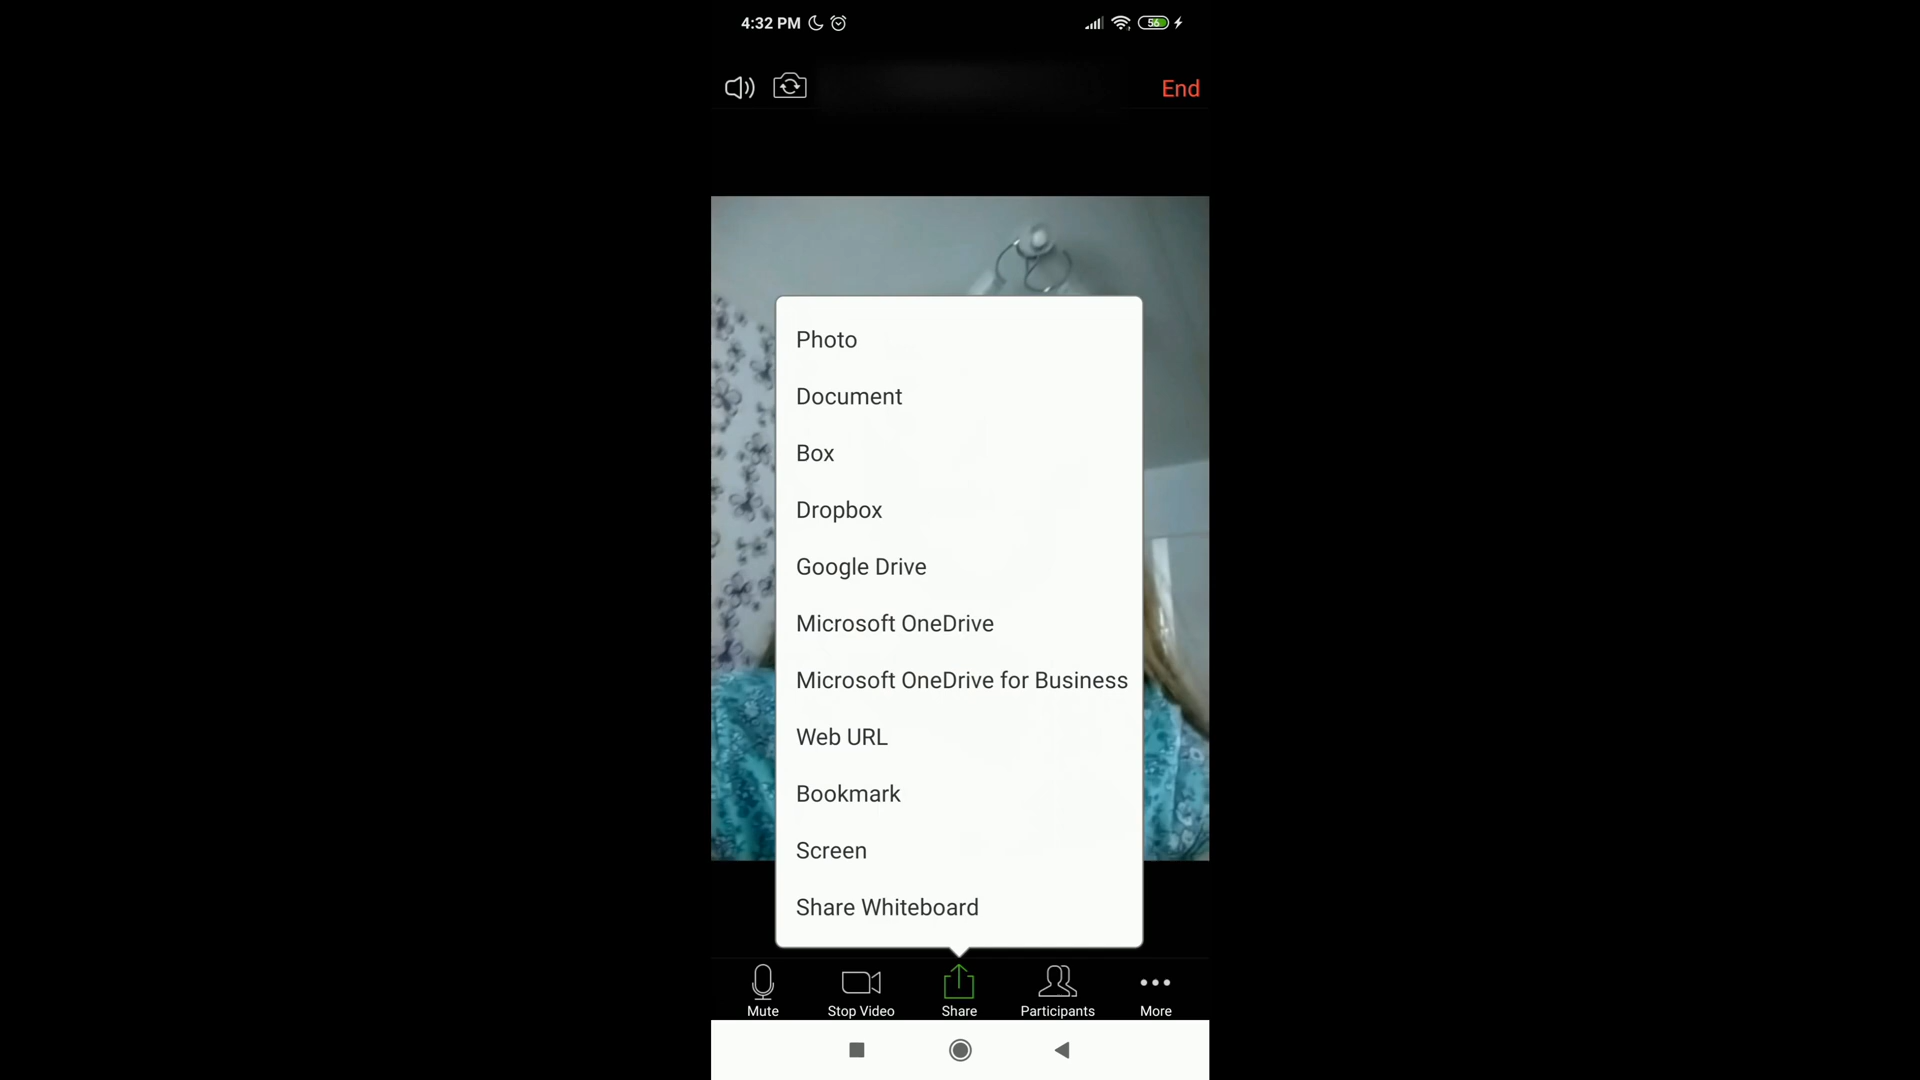 4:32 PM
56
End
Photo
Document
Box
Dropbox
Google Drive
Microsoft OneDrive
Microsoft OneDrive for Business
Web URL
Bookmark
Screen
Share Whiteboard
Mute
Stop Video
Share
Participants
More